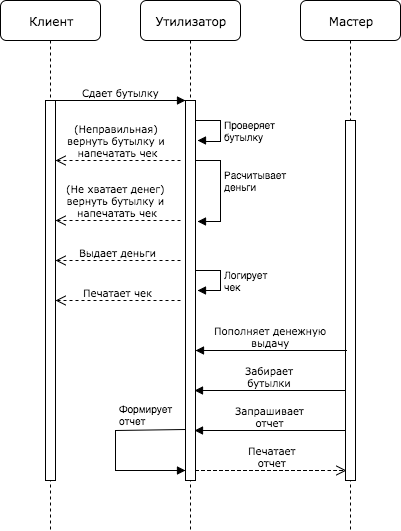 Клиент
Утилизатор
Мастер
Сдает бутылку
Проверяет
бутылку
(Неправильная)
вернуть бутылку и
напечатать чек
Расчитывает
деньги
(Не хватает денег)
вернуть бутылку и
напечатать чек
Выдает деньги
Логирует
чек
Печатает чек
Пополняет денежную
выдачу
Забирает
бутылки
Формирует
отчет
Запрашивает
отчет
Печатает
отчет